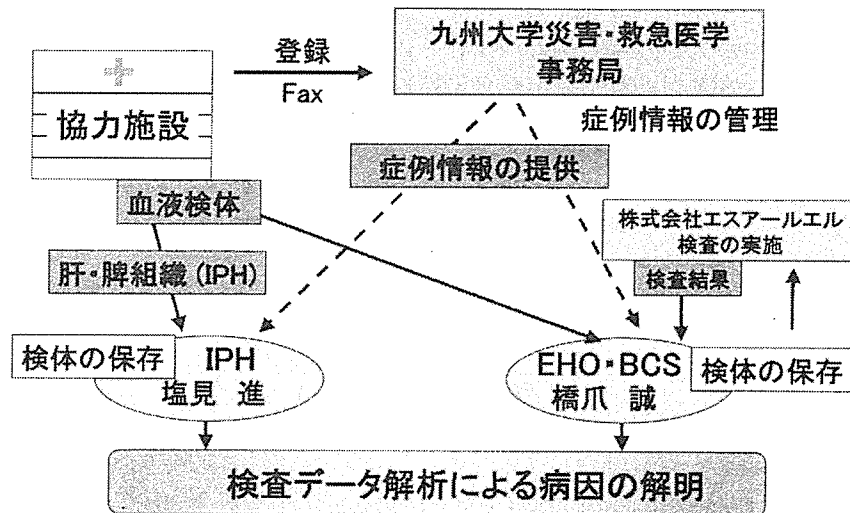 登録
Fax
九州大学災害・救急医学
事務局
協力施設
症例情報の管理
症例情報の提供
血液検体
株式会社エスアールエル
検査の実施
肝・脾組織(IPH)
検査結果
検体の保存
IPH
塩見 進
EHO・BCS
橋爪 誠
検体の保存
検査データ解析による病因の解明